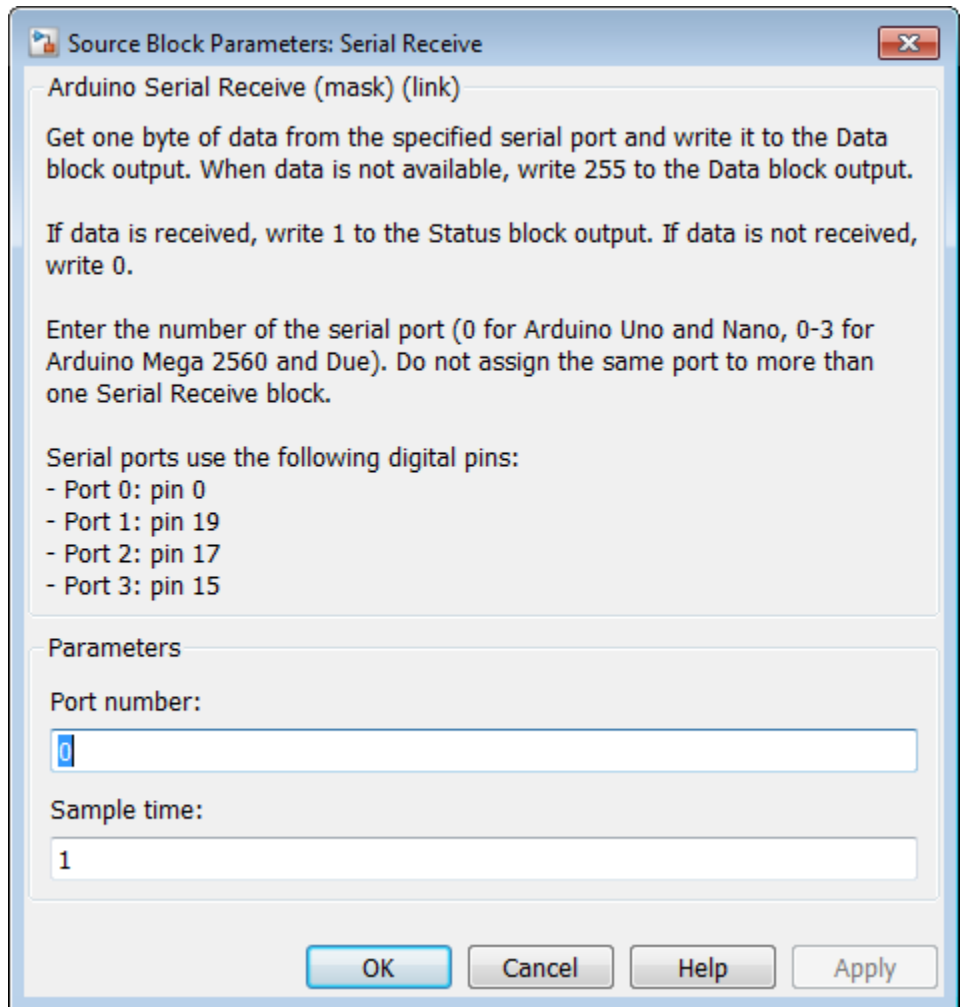 Source Block Parameters: Serial Receive
Arduino Serial Receive (mask) (link)
Get one byte of data from the specified serial port and write it to the Data
block output. When data is not available, write 255 to the Data block output.
If data is received, write 1 to the Status block output. If data is not received,
write 0.
Enter the number of the serial port (0 for Arduino Uno and Nano, 0-3 for
Arduino Mega 2560 and Due). Do not assign the same port to more than
one Serial Receive block.
Serial ports use the following digital pins:
- Port 0: pin 0
- Port 1: pin 19
- Port 2: pin 17
- Port 3: pin 15
Parameters
Port number:
0
Sample time:
1
OK Cancel Help Apply